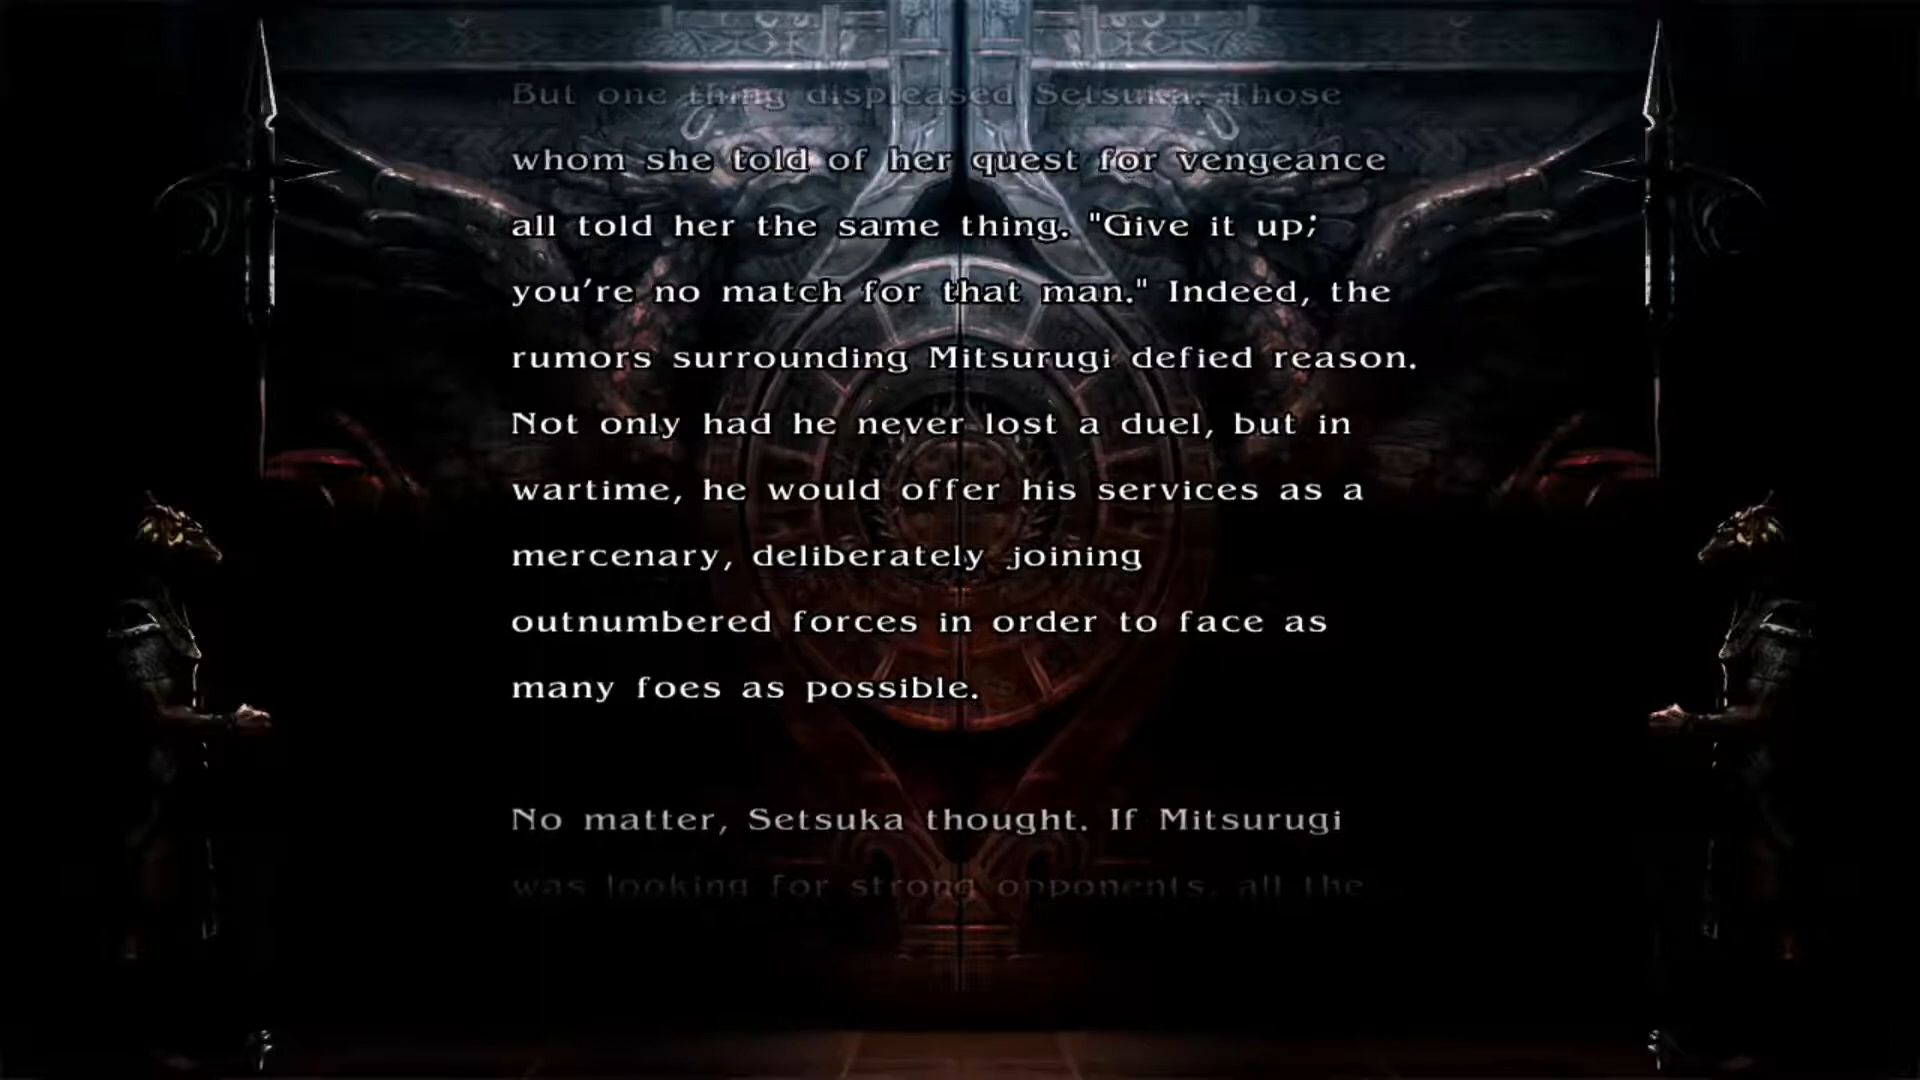 But one thing displeased Setsuka. Those
whom she told of her quest for vengeance
all told her the same thing. "Give it up;
you're no match for that man." Indeed, the
rumors surrounding Mitsurugi defied reason.
Not only had he never lost a duel, but in
wartime, he would offer his services as a
mercenary, deliberately joining
outnumbered forces in order to face as
many foes as possible.
No matter, Setsuka thought. If Mitsurugi
was looking for strong opponents, all the